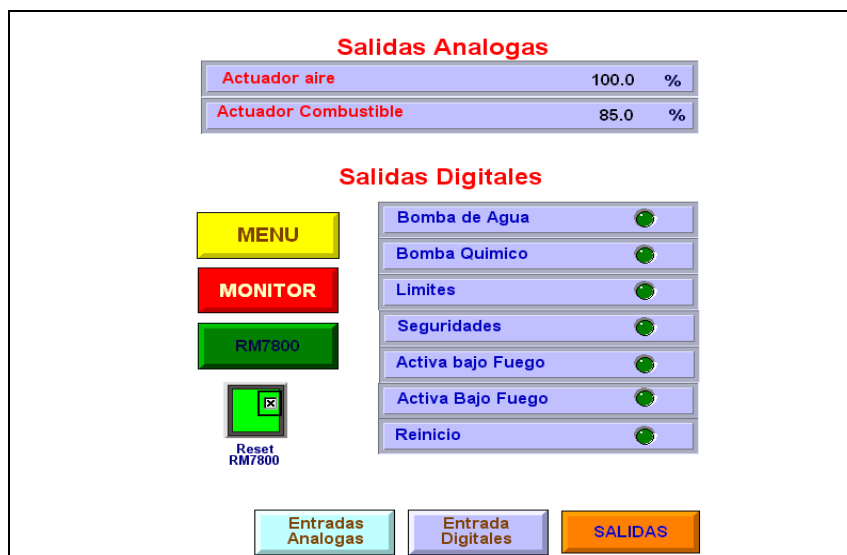 Salidas Analogas
Actuador aire 100.0 %
Actuador Combustible 85.0 %
Salidas Digitales
MENU
MONITOR
RM7800
Reset
RM7800
Bomba de Agua
Bomba Quimico
Limites
Seguridades
Activa bajo Fuego
Activa Bajo Fuego
Reinicio
Entradas
Analogas
Entrada
Digitales
SALIDAS